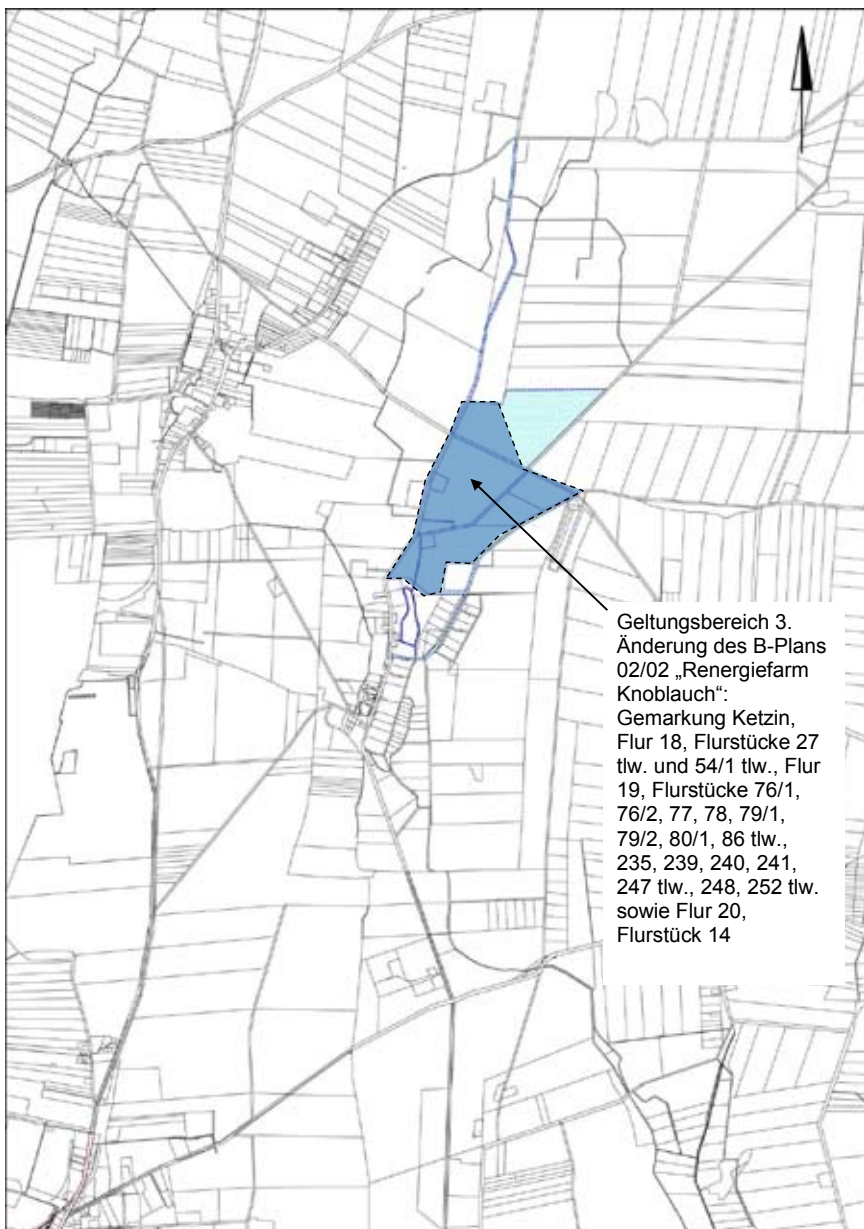 Geltungsbereich 3.
Änderung des B-Plans
02/02 „Renergiefarm
Knoblauch“:
Gemarkung Ketzin,
Flur 18, Flurstücke 27
tlw. und 54/1 tlw., Flur
19, Flurstücke 76/1,
76/2, 77, 78, 79/1,
79/2, 80/1, 86 tlw.,
235, 239, 240, 241,
247 tlw., 248, 252 tlw.
sowie Flur 20,
Flurstück 14